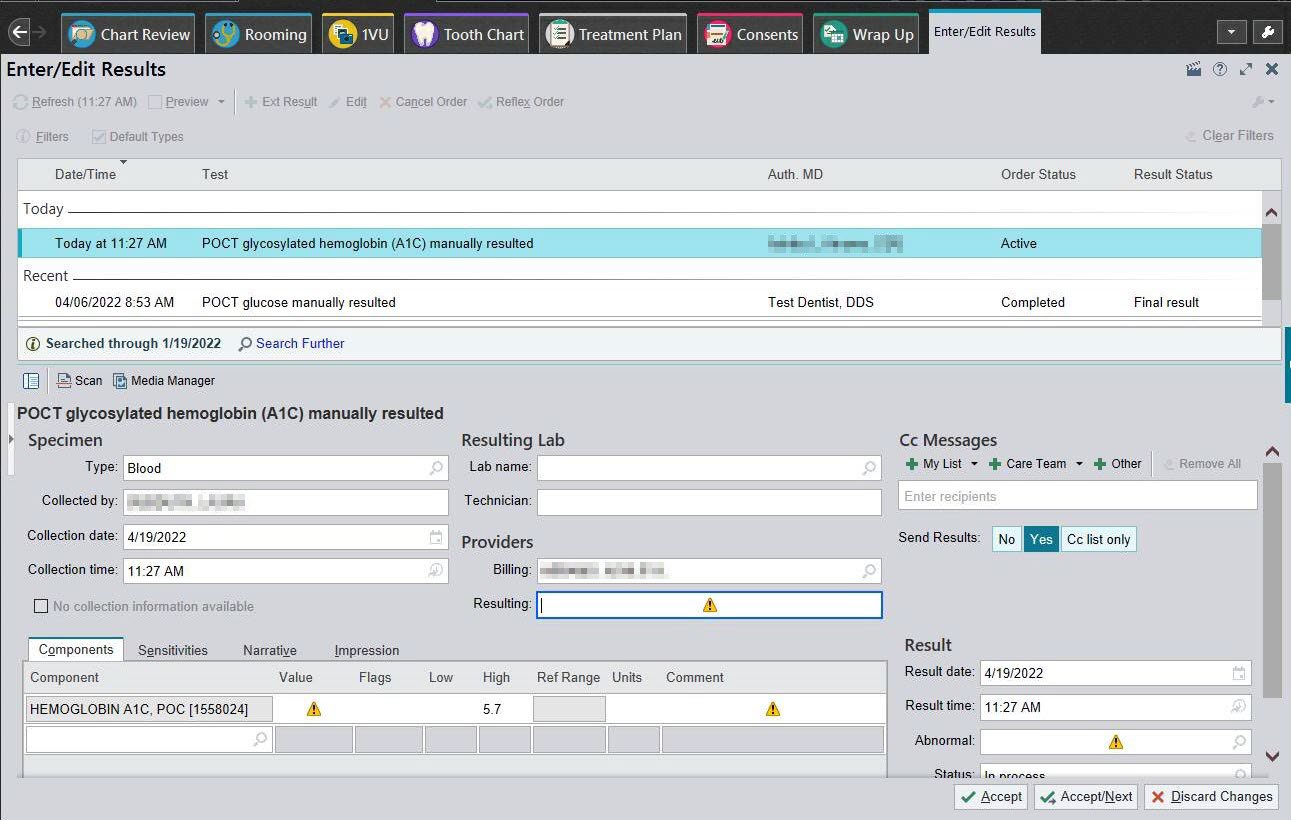 Chart Review Rooming 1VU Tooth Chart Treatment Plan Consents Wrap Up Enter/Edit Results
Enter/Edit Results
Refresh (11:27 AM) Preview Ext Result Edit Cancel Order Reflex Order
Filters Default Types Clear Filters
Date/Time Test Auth. MD Order Status Result Status
Today
Today at 11:27 AM POCT glycosylated hemoglobin (A1C) manually resulted Active
Recent
04/06/2022 8:53 AM POCT glucose manually resulted Test Dentist, DDS Completed Final result
Searched through 1/19/2022 Search Further
Scan Media Manager
POCT glycosylated hemoglobin (A1C) manually resulted
Specimen Resulting Lab Cc Messages
Type: Blood Lab name: My List Care Team Other Remove All
Collected by: Technician: Enter recipients
Collection date: 4/19/2022 Providers Send Results: No Yes Cc list only
Collection time: 11:27 AM Billing:
No collection information available Resulting:
Components Sensitivities Narrative Impression Result
Component Value Flags Low High Ref Range Units Comment Result date: 4/19/2022
HEMOGLOBIN A1C, POC [1558024] 5.7 Result time: 11:27 AM
Abnormal:
Status: In process
Accept Accept/Next Discard Changes